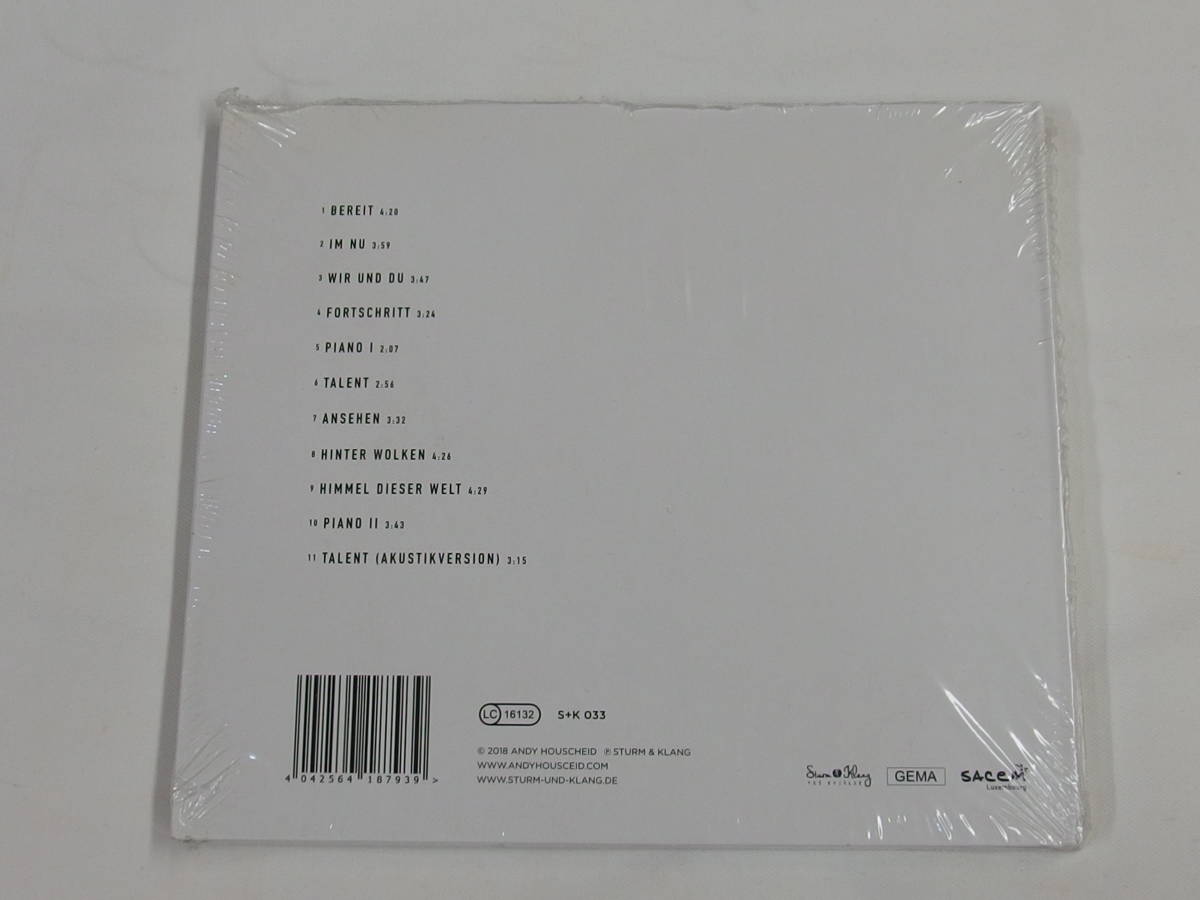 1 BEREIT 4:20
2 IM NU 3:59
3 WIR UND DU 3:47
4 FORTSCHRITT 3:24
5 PIANO I 2:07
6 TALENT 2:56
7 ANSEHEN 3:32
8 HINTER WOLKEN 4:26
9 HIMMEL DIESER WELT 4:29
10 PIANO II 3:43
11 TALENT (AKUSTIKVERSION) 3:15
4 042564 187939 >
LC 16132 S+K 033
© 2018 ANDY HOUSCHEID ℗ STURM & KLANG
WWW.ANDYHOUSCEID.COM
WWW.STURM-UND-KLANG.DE
Sturm & Klang
GEMA
SACEM
Luxembourg